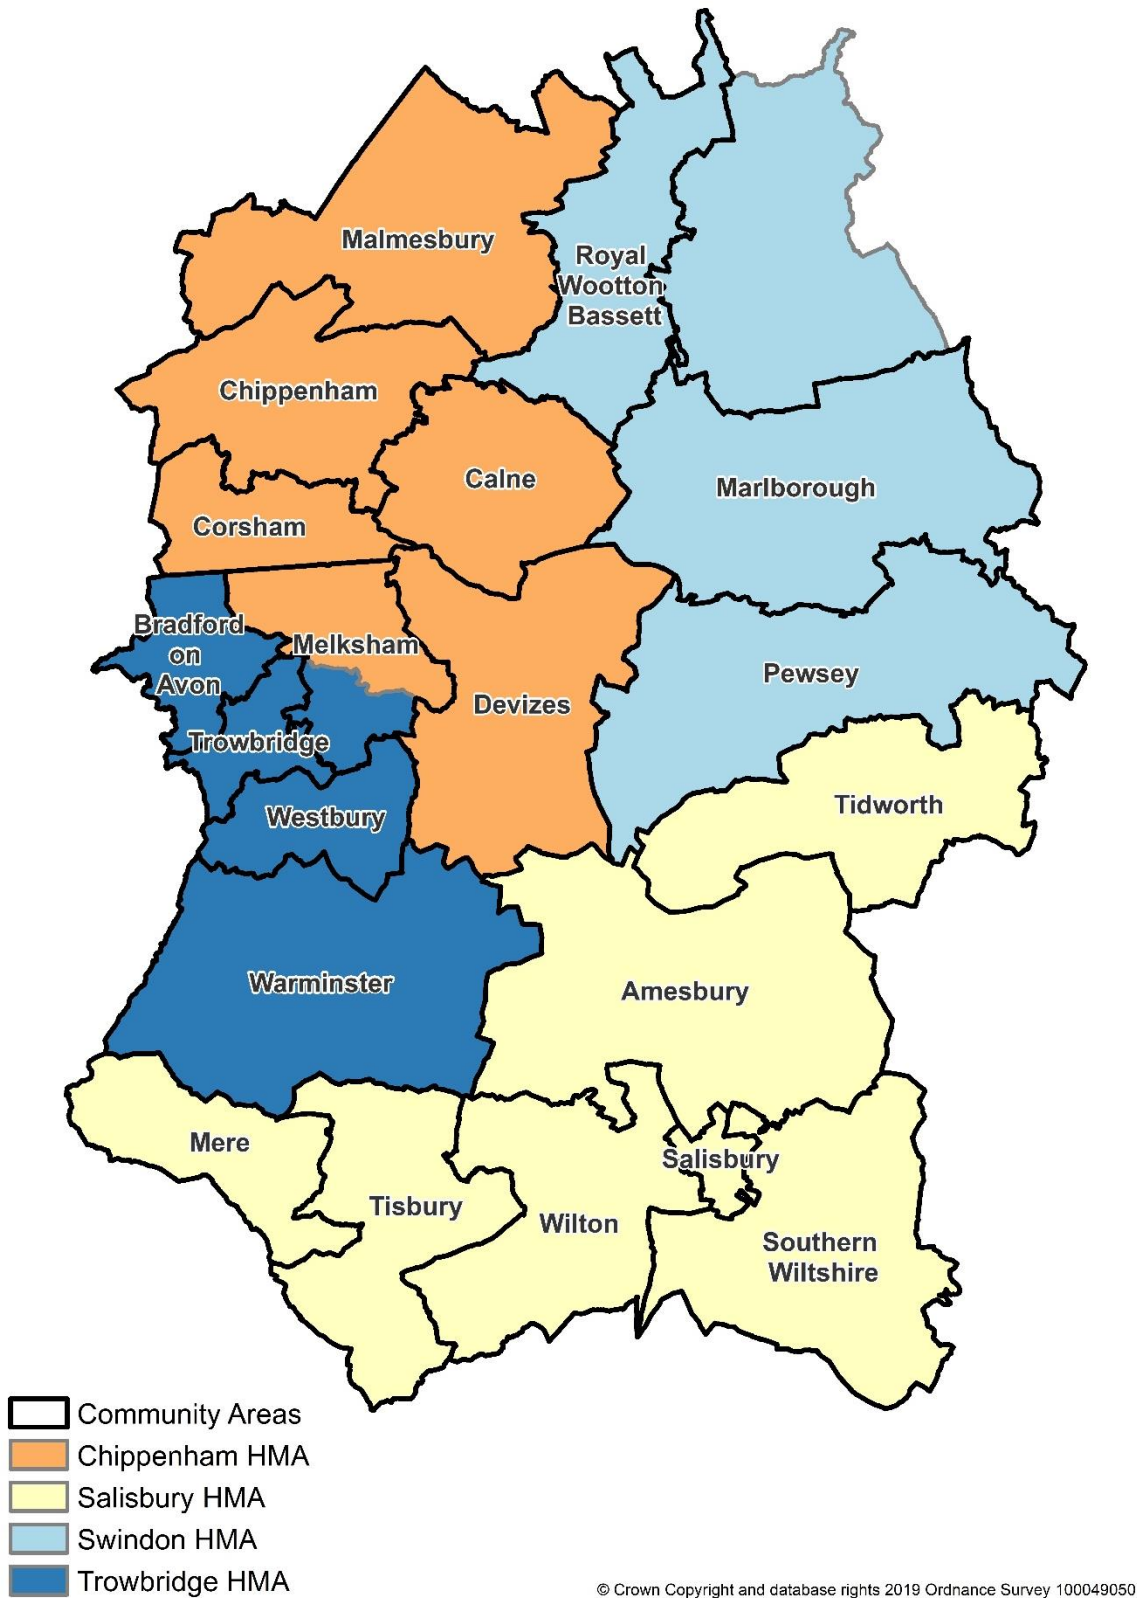 Malmesbury
Royal
Wootton
Bassett
Chippenham
Calne
Marlborough
Corsham
Bradford
on
Avon
Melksham
Pewsey
Devizes
Trowbridge
Tidworth
Westbury
Warminster
Amesbury
Mere
Salisbury
Tisbury
Wilton
Southern
Wiltshire
Community Areas
Chippenham HMA
Salisbury HMA
Swindon HMA
Trowbridge HMA
© Crown Copyright and database rights 2019 Ordnance Survey 100049050